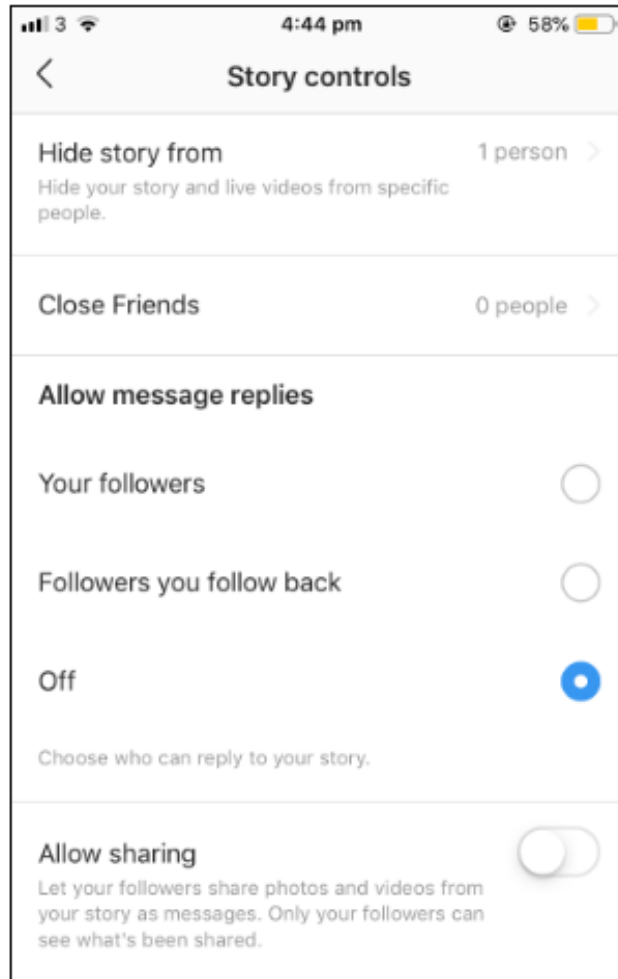 3 4:44 pm 58%
Story controls
Hide story from 1 person
Hide your story and live videos from specific
people.
Close Friends 0 people
Allow message replies
Your followers
Followers you follow back
Off
Choose who can reply to your story.
Allow sharing
Let your followers share photos and videos from
your story as messages. Only your followers can
see what's been shared.